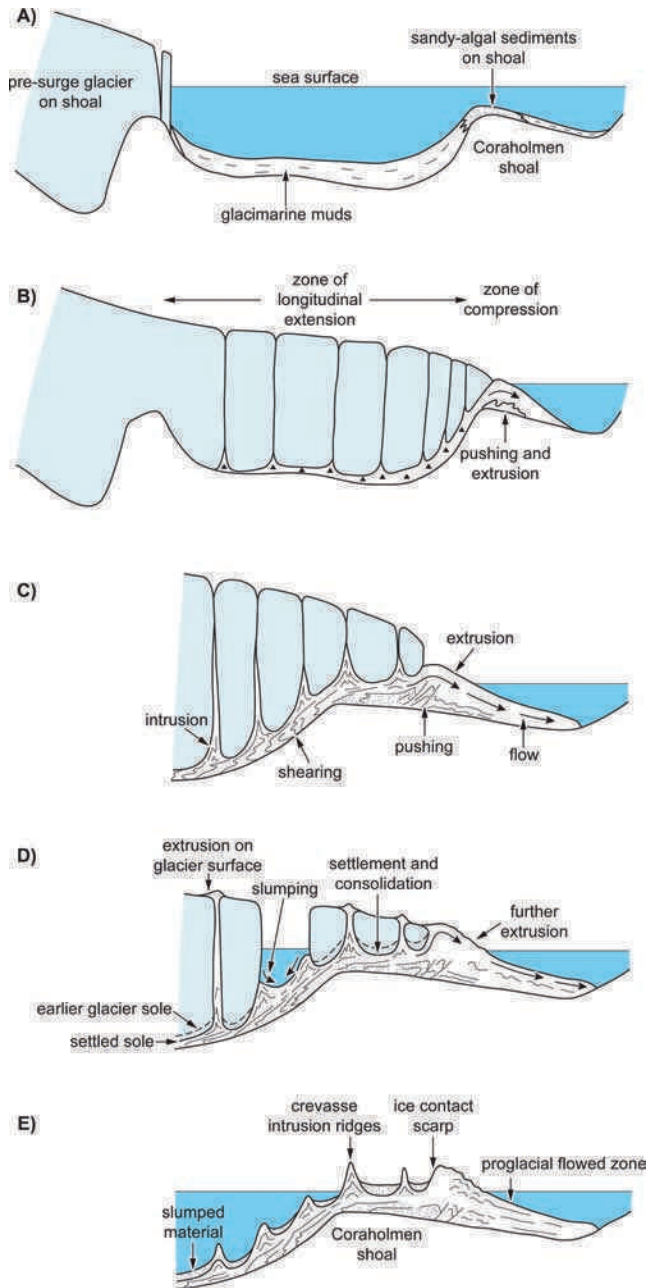 A)
pre-surge glacier
on shoal
sea surface
sandy-algal sediments
on shoal
Coraholmen
shoal
glacimarine muds
B)
zone of
longitudinal
extension
zone of
compression
pushing and
extrusion
C)
extrusion
intrusion
shearing
pushing
flow
D)
extrusion on
glacier surface
slumping
settlement and
consolidation
further
extrusion
earlier glacier sole
settled sole
E)
crevasse
intrusion ridges
ice contact
scarp
proglacial flowed zone
slumped
material
Coraholmen
shoal